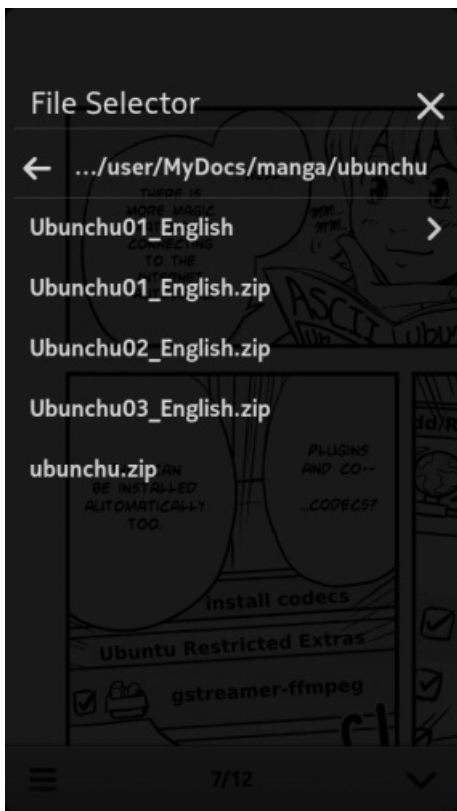 File Selector
.../user/MyDocs/manga/ubunchu
THERE IS
MORE MAGIC
Ubunchu01_English
CONNECTING
TO THE
INTERNET
Ubunchu01_English.zip
ASCII
Ubunchu02_English.zip
Ubunchu03_English.zip
PLUGINS
AND CO--
ubunchu.zip
CAN
BE INSTALLED
AUTOMATICALLY
TOO.
...CODECS?
install codecs
Ubuntu Restricted Extras
gstreamer-ffmpeg
7/12